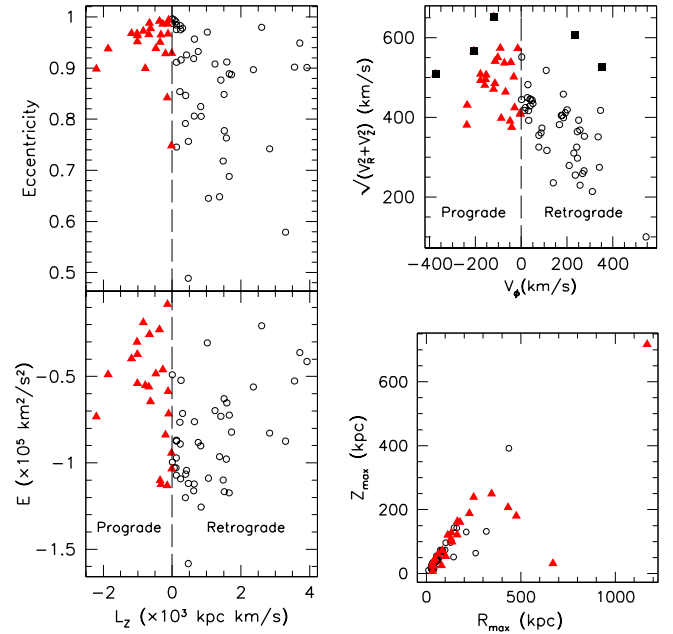 1
0.9
0.8
0.7
0.6
0.5
Eccentricity
−0.5
−1
−1.5
E (×10⁵ km²/s²)
Prograde
Retrograde
−2
0
2
4
L_Z (×10³ kpc km/s)
600
400
200
√(V_R²+V_Z²) (km/s)
Prograde
Retrograde
−400
−200
0
200
400
V_ϕ(km/s)
600
400
200
0
Z_max (kpc)
0
500
1000
R_max (kpc)